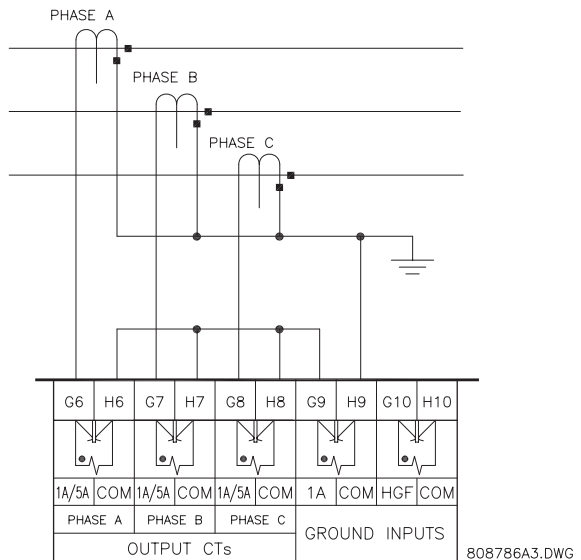 PHASE A
PHASE B
PHASE C
G6 H6 G7 H7 G8 H8 G9 H9 G10 H10
1A/5A COM 1A/5A COM 1A/5A COM 1A COM HGF COM
PHASE A PHASE B PHASE C
GROUND INPUTS
OUTPUT CTs
808786A3.DWG